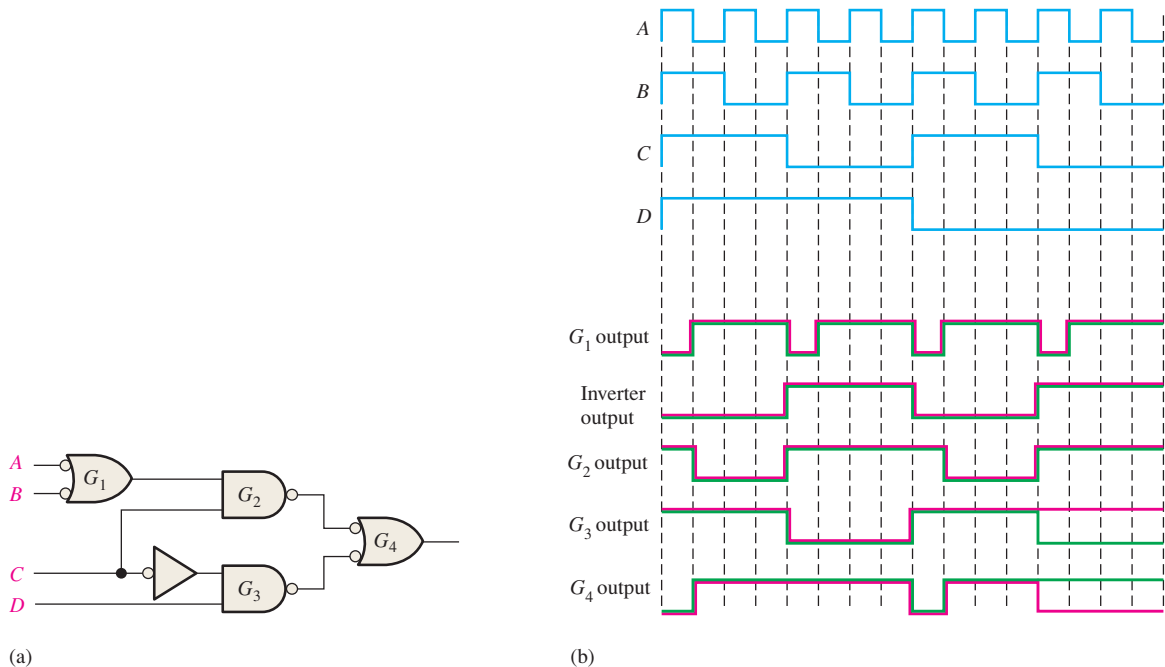 A
B
C
D
G1
G2
G3
G4
(a)
A
B
C
D
G1 output
Inverter
output
G2 output
G3 output
G4 output
(b)